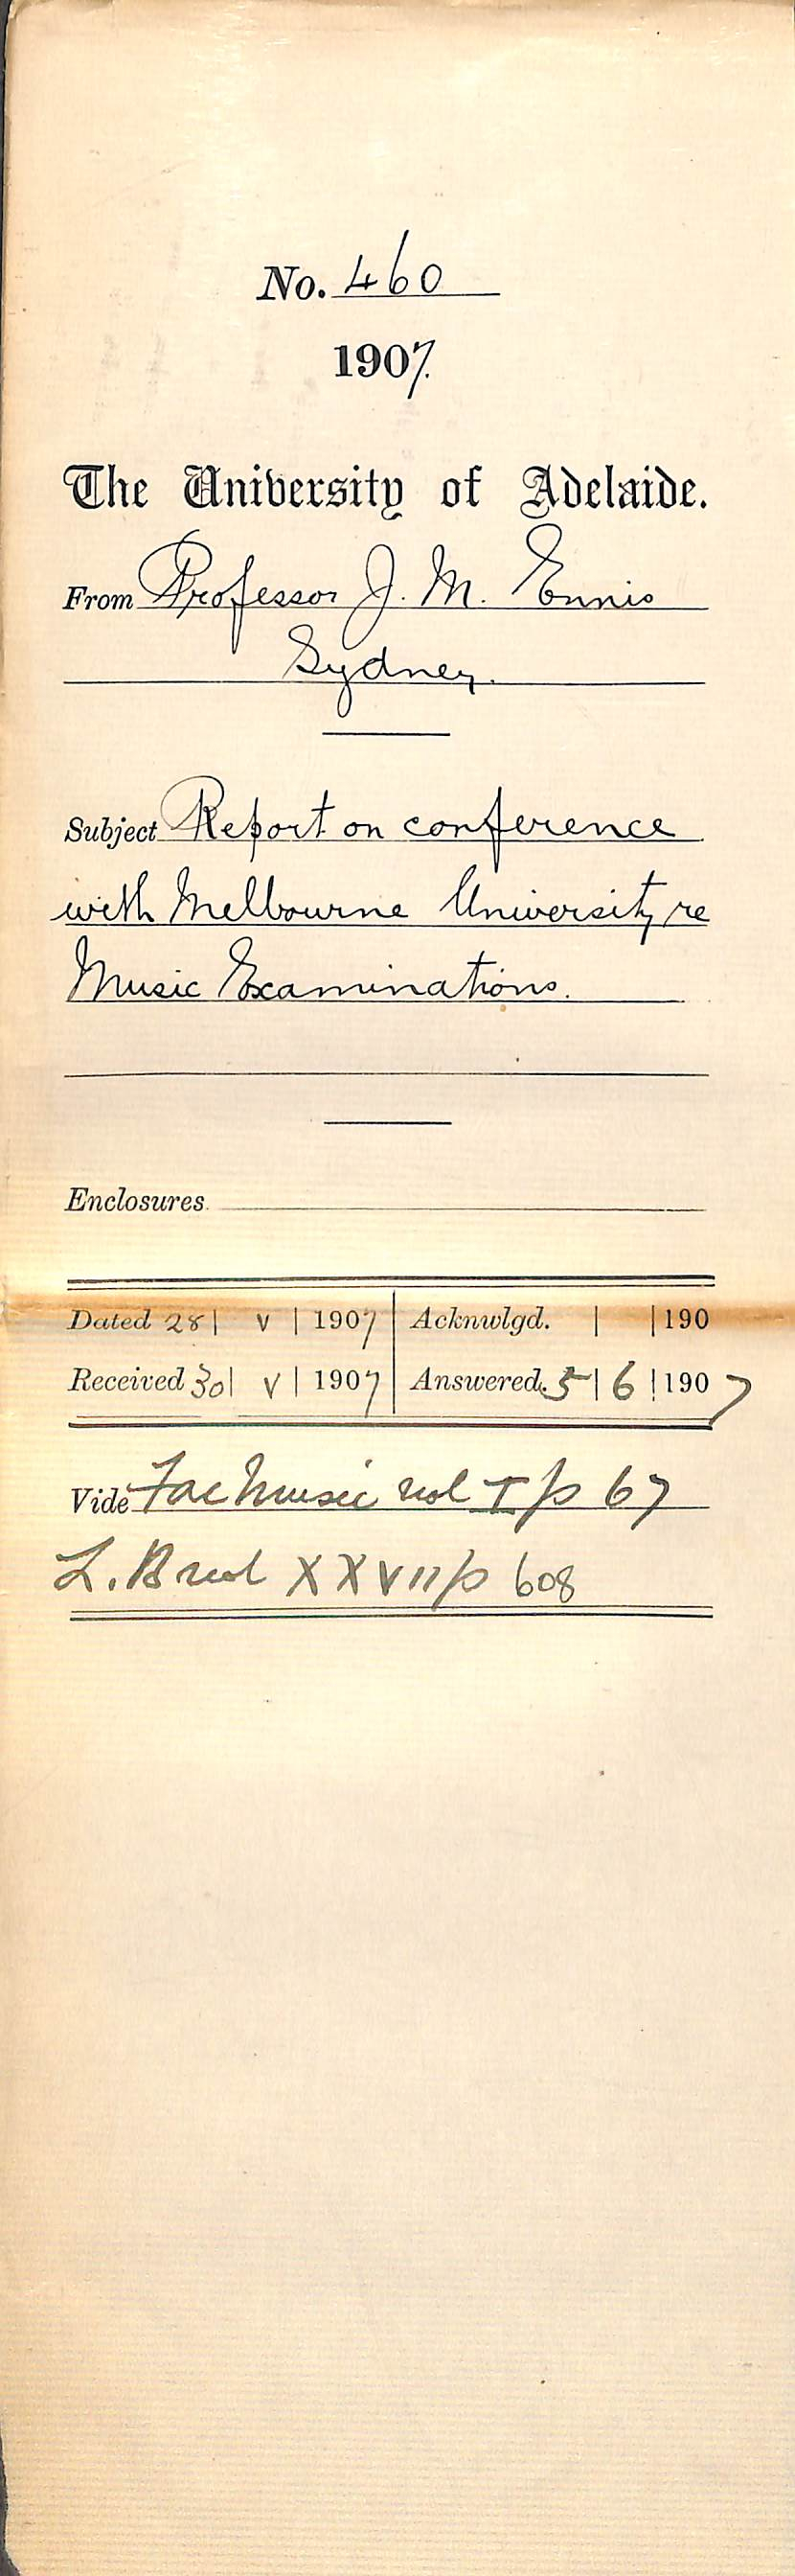 No. 460
1907.
The University of Adelaide.
From Professor J. M. Ennis
Sydney.
Subject Report on conference
with Melbourne University re
Music Examinations.
Enclosures
Dated 28 | V | 1907 | Acknwlgd. | | 190
Received 30 | V | 1907 | Answered. 5 | 6 | 1907
Vide Fac Music vol I p 67
L. B vol XXVII p 608